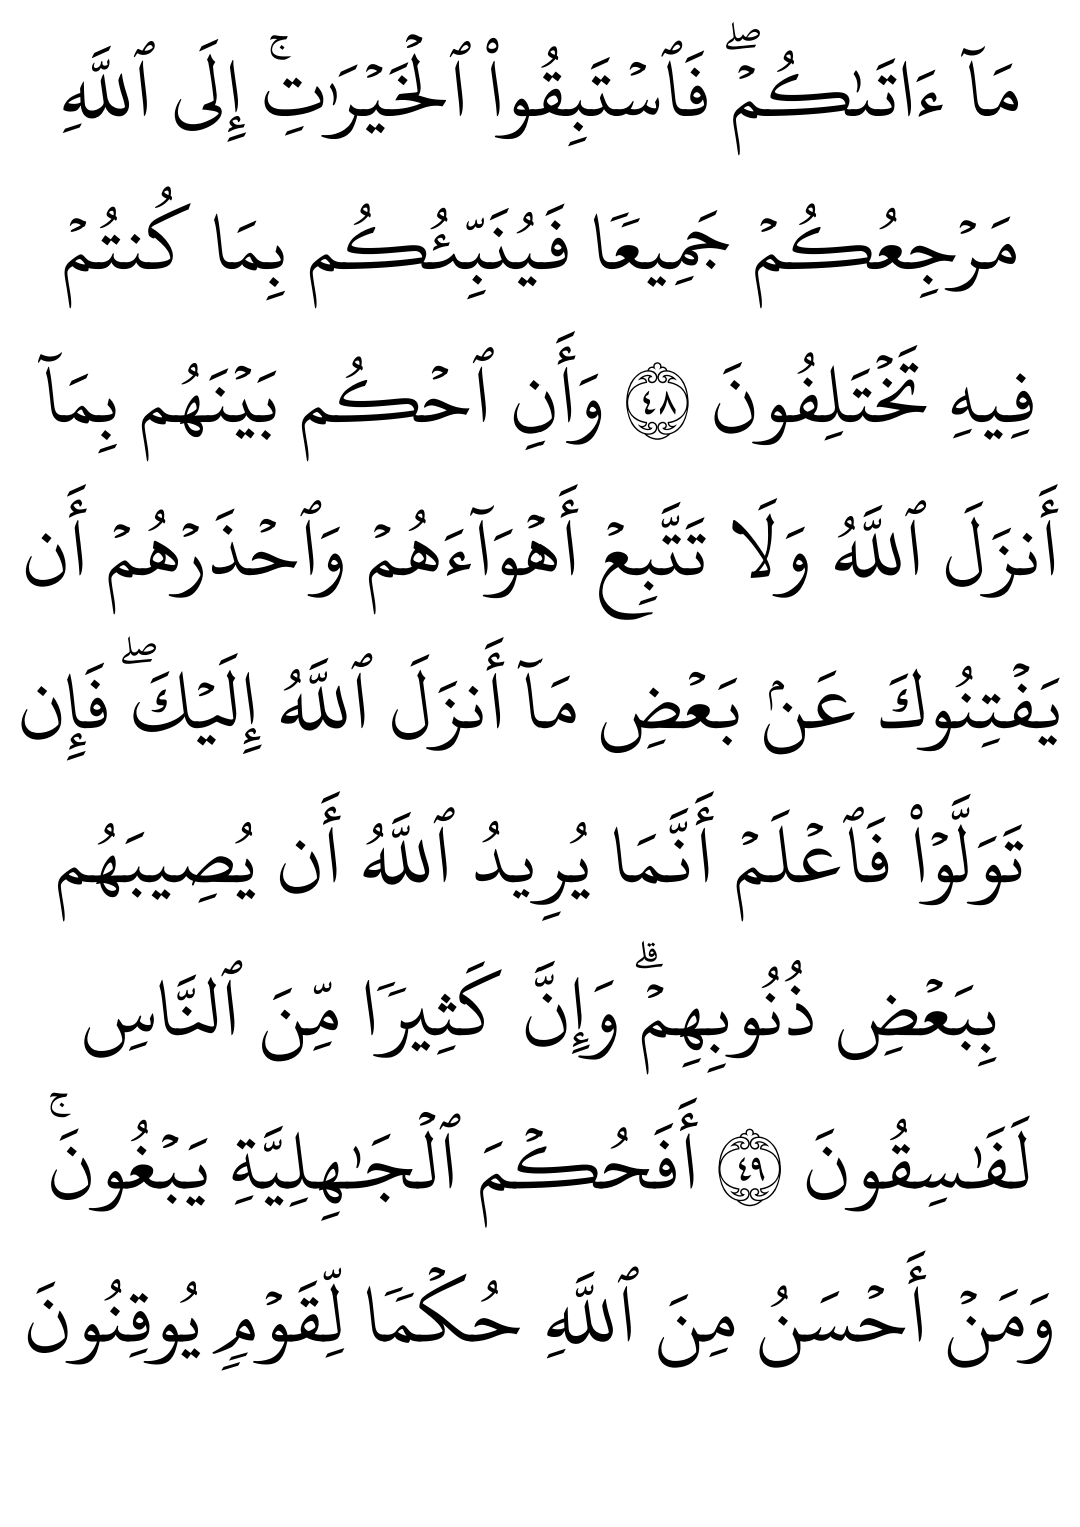 مَآ ءَاتَىٰكُمۡۖ فَٱسۡتَبِقُواْ ٱلۡخَيۡرَٰتِۚ إِلَى ٱللَّهِ
مَرۡجِعُكُمۡ جَمِيعٗا فَيُنَبِّئُكُم بِمَا كُنتُمۡ
فِيهِ تَخۡتَلِفُونَ ٤٨ وَأَنِ ٱحۡكُم بَيۡنَهُم بِمَآ
أَنزَلَ ٱللَّهُ وَلَا تَتَّبِعۡ أَهۡوَآءَهُمۡ وَٱحۡذَرۡهُمۡ أَن
يَفۡتِنُوكَ عَنۢ بَعۡضِ مَآ أَنزَلَ ٱللَّهُ إِلَيۡكَۖ فَإِن
تَوَلَّوۡاْ فَٱعۡلَمۡ أَنَّمَا يُرِيدُ ٱللَّهُ أَن يُصِيبَهُم
بِبَعۡضِ ذُنُوبِهِمۡۗ وَإِنَّ كَثِيرٗا مِّنَ ٱلنَّاسِ
لَفَٰسِقُونَ ٤٩ أَفَحُكۡمَ ٱلۡجَٰهِلِيَّةِ يَبۡغُونَۚ
وَمَنۡ أَحۡسَنُ مِنَ ٱللَّهِ حُكۡمٗا لِّقَوۡمٖ يُوقِنُونَ